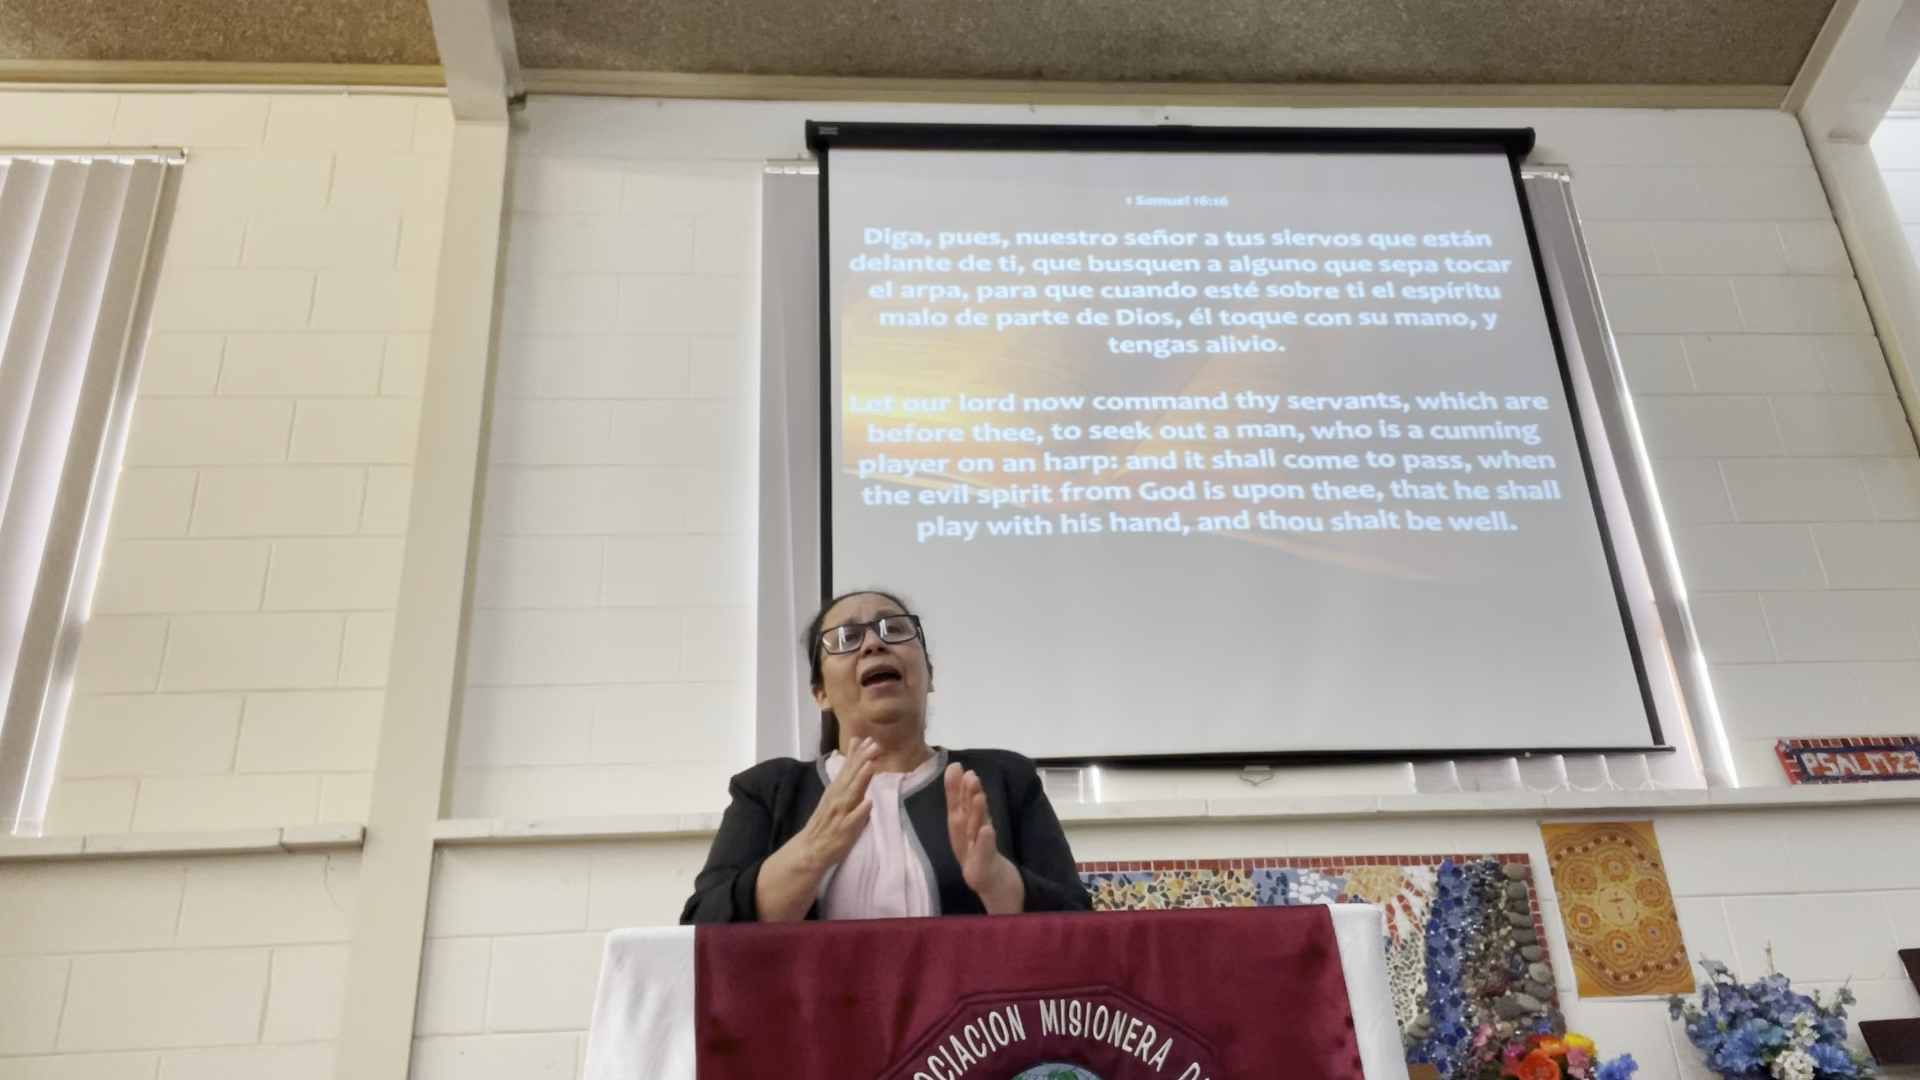 1 Samuel 16:16
Diga, pues, nuestro señor a tus siervos que están
delante de ti, que busquen a alguno que sepa tocar
el arpa, para que cuando esté sobre ti el espíritu
malo de parte de Dios, él toque con su mano, y
tengas alivio.
Let our lord now command thy servants, which are
before thee, to seek out a man, who is a cunning
player on an harp: and it shall come to pass, when
the evil spirit from God is upon thee, that he shall
play with his hand, and thou shalt be well.
PSALM 23
OCIACION MISIONERA